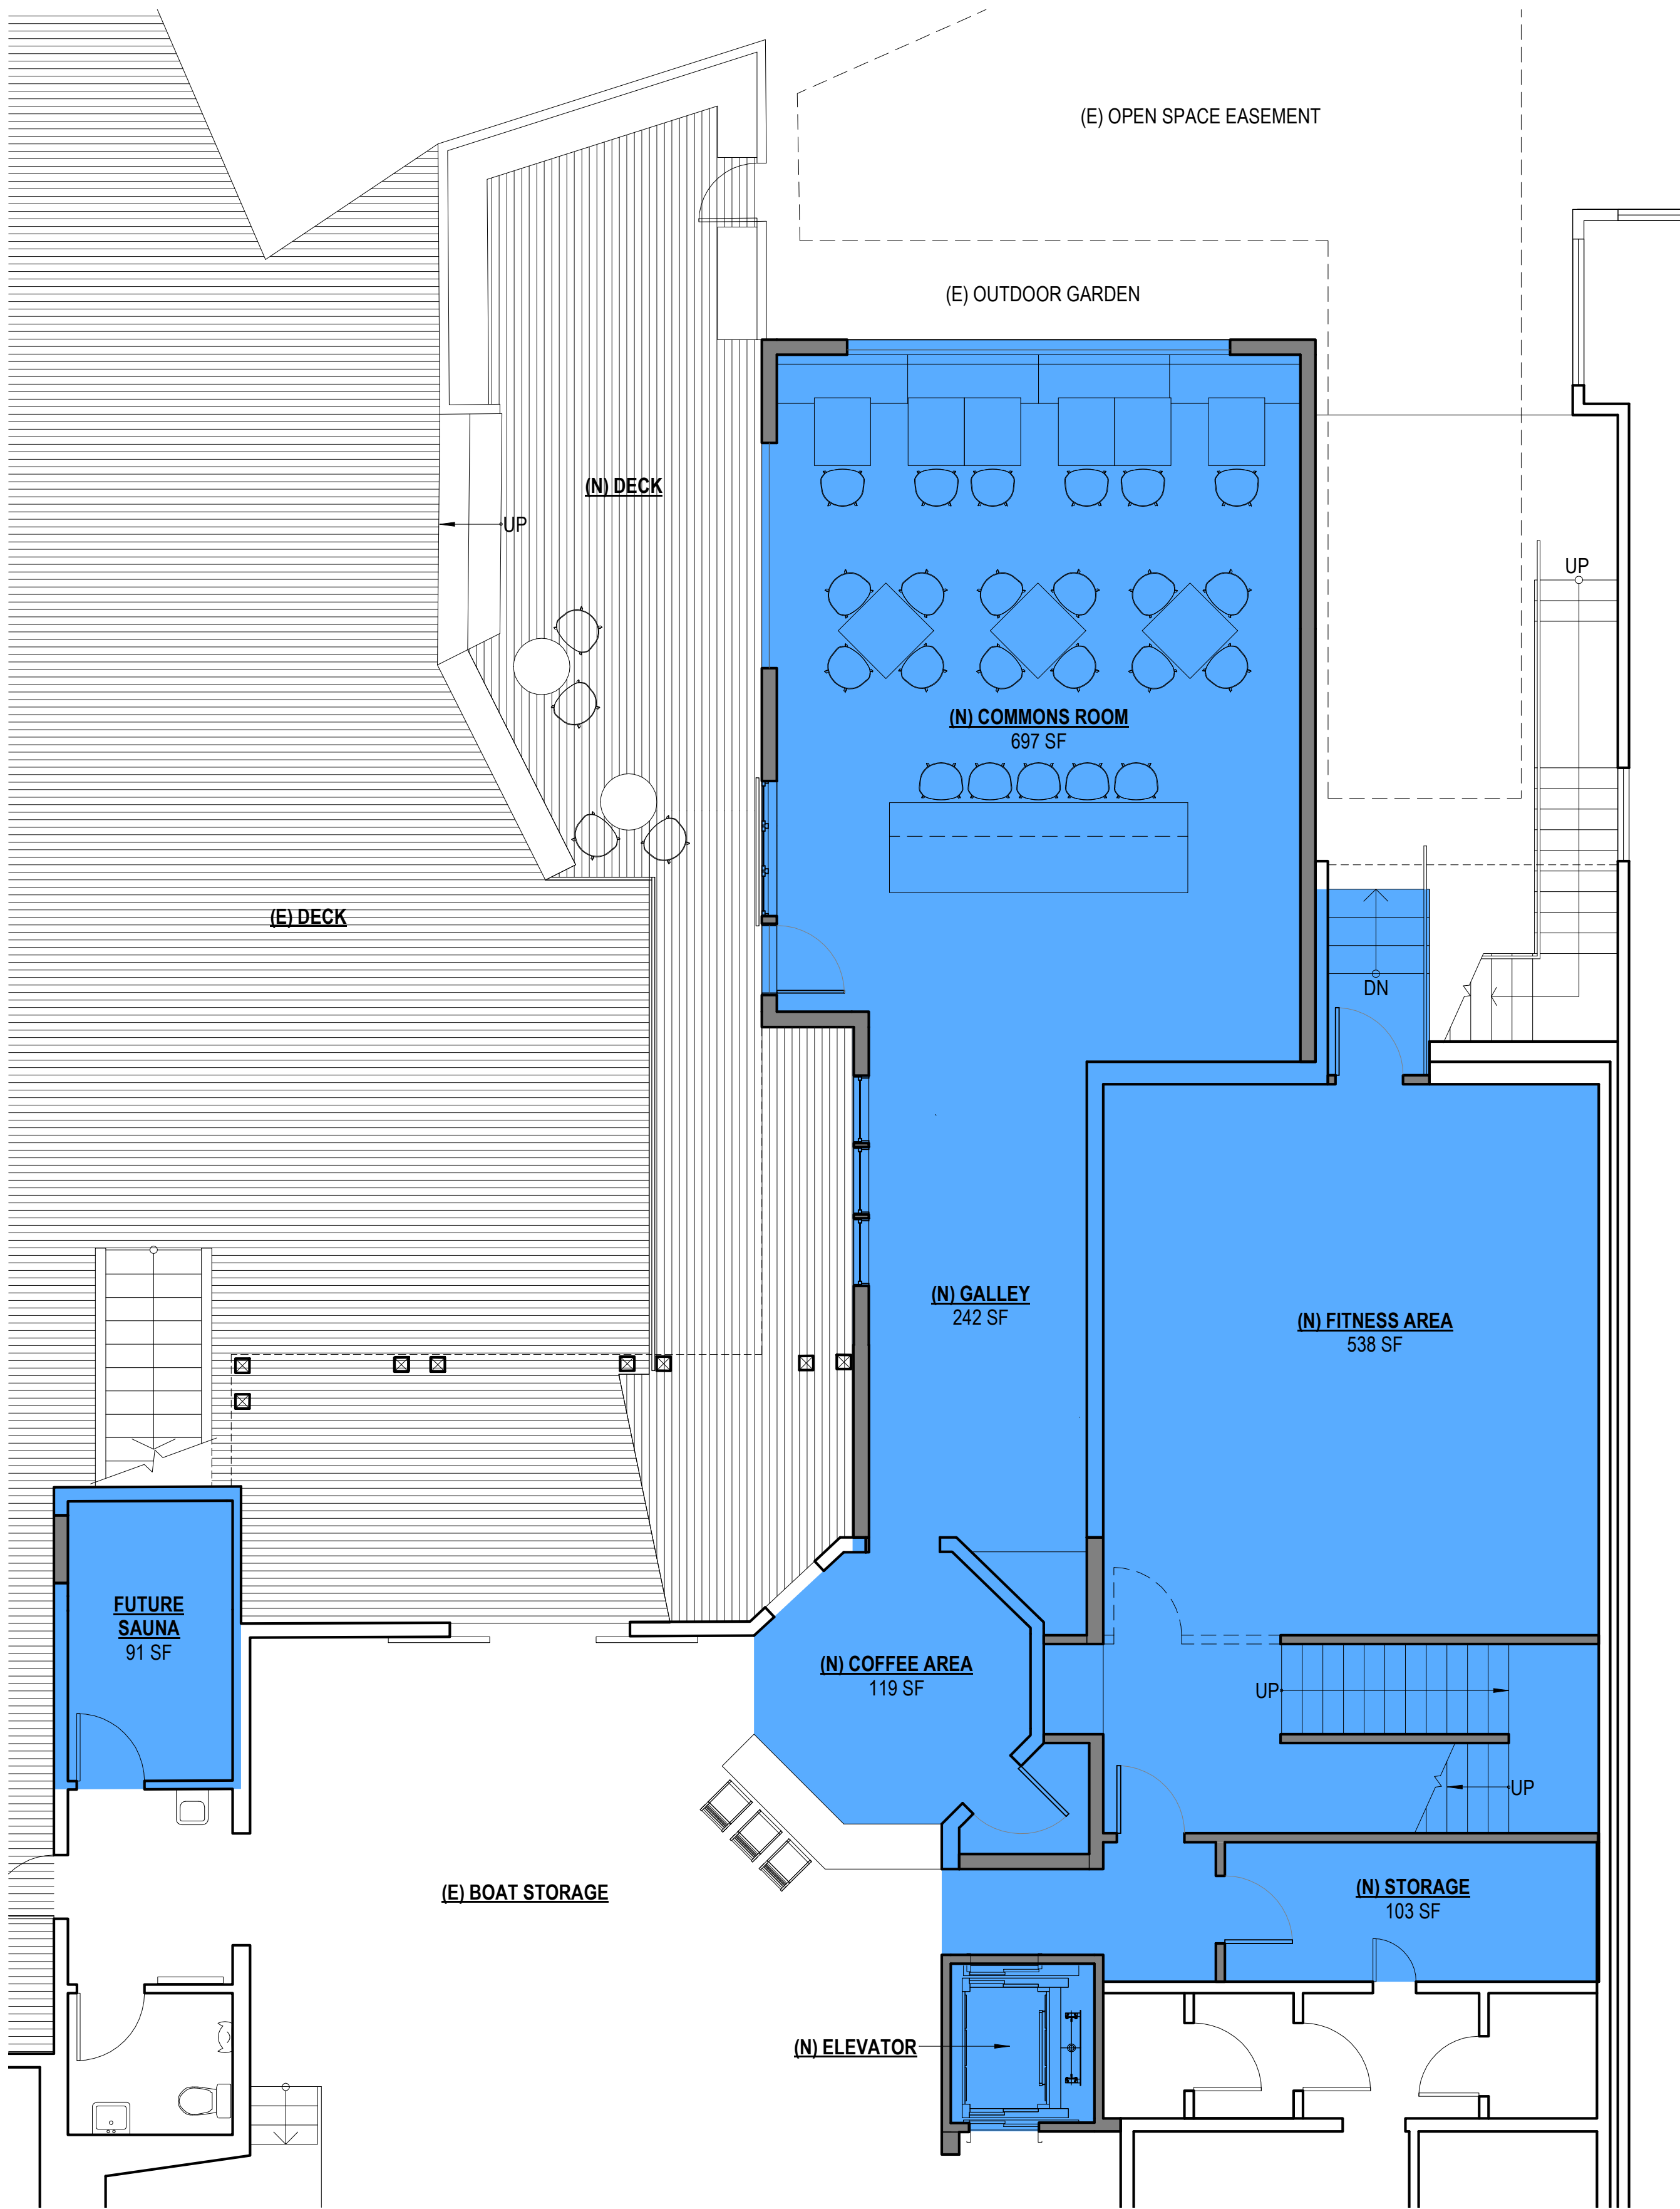 (E) OPEN SPACE EASEMENT
(E) OUTDOOR GARDEN
(N) DECK
UP
UP
(N) COMMONS ROOM
697 SF
(E) DECK
DN
(N) GALLEY
242 SF
(N) FITNESS AREA
538 SF
FUTURE
SAUNA
91 SF
(N) COFFEE AREA
119 SF
UP
UP
(E) BOAT STORAGE
(N) STORAGE
103 SF
(N) ELEVATOR